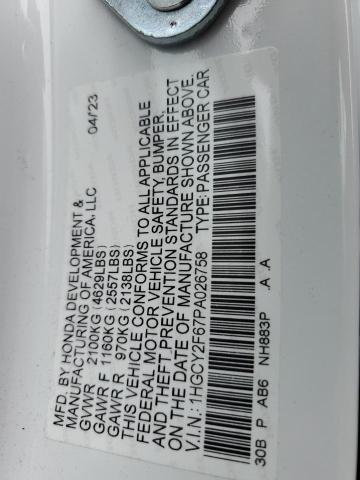 MFD. BY HONDA DEVELOPMENT &
MANUFACTURING OF AMERICA, LLC 04/23
GVWR 2100KG (4629LBS)
GAWR F 1160KG (2557LBS)
GAWR R 970KG (2138LBS)
THIS VEHICLE CONFORMS TO ALL APPLICABLE
FEDERAL MOTOR VEHICLE SAFETY, BUMPER,
AND THEFT PREVENTION STANDARDS IN EFFECT
ON THE DATE OF MANUFACTURE SHOWN ABOVE.
V.I.N.: 1HGCY2F67PA026758 TYPE: PASSENGER CAR
30B P AB6 NH883P .A .A